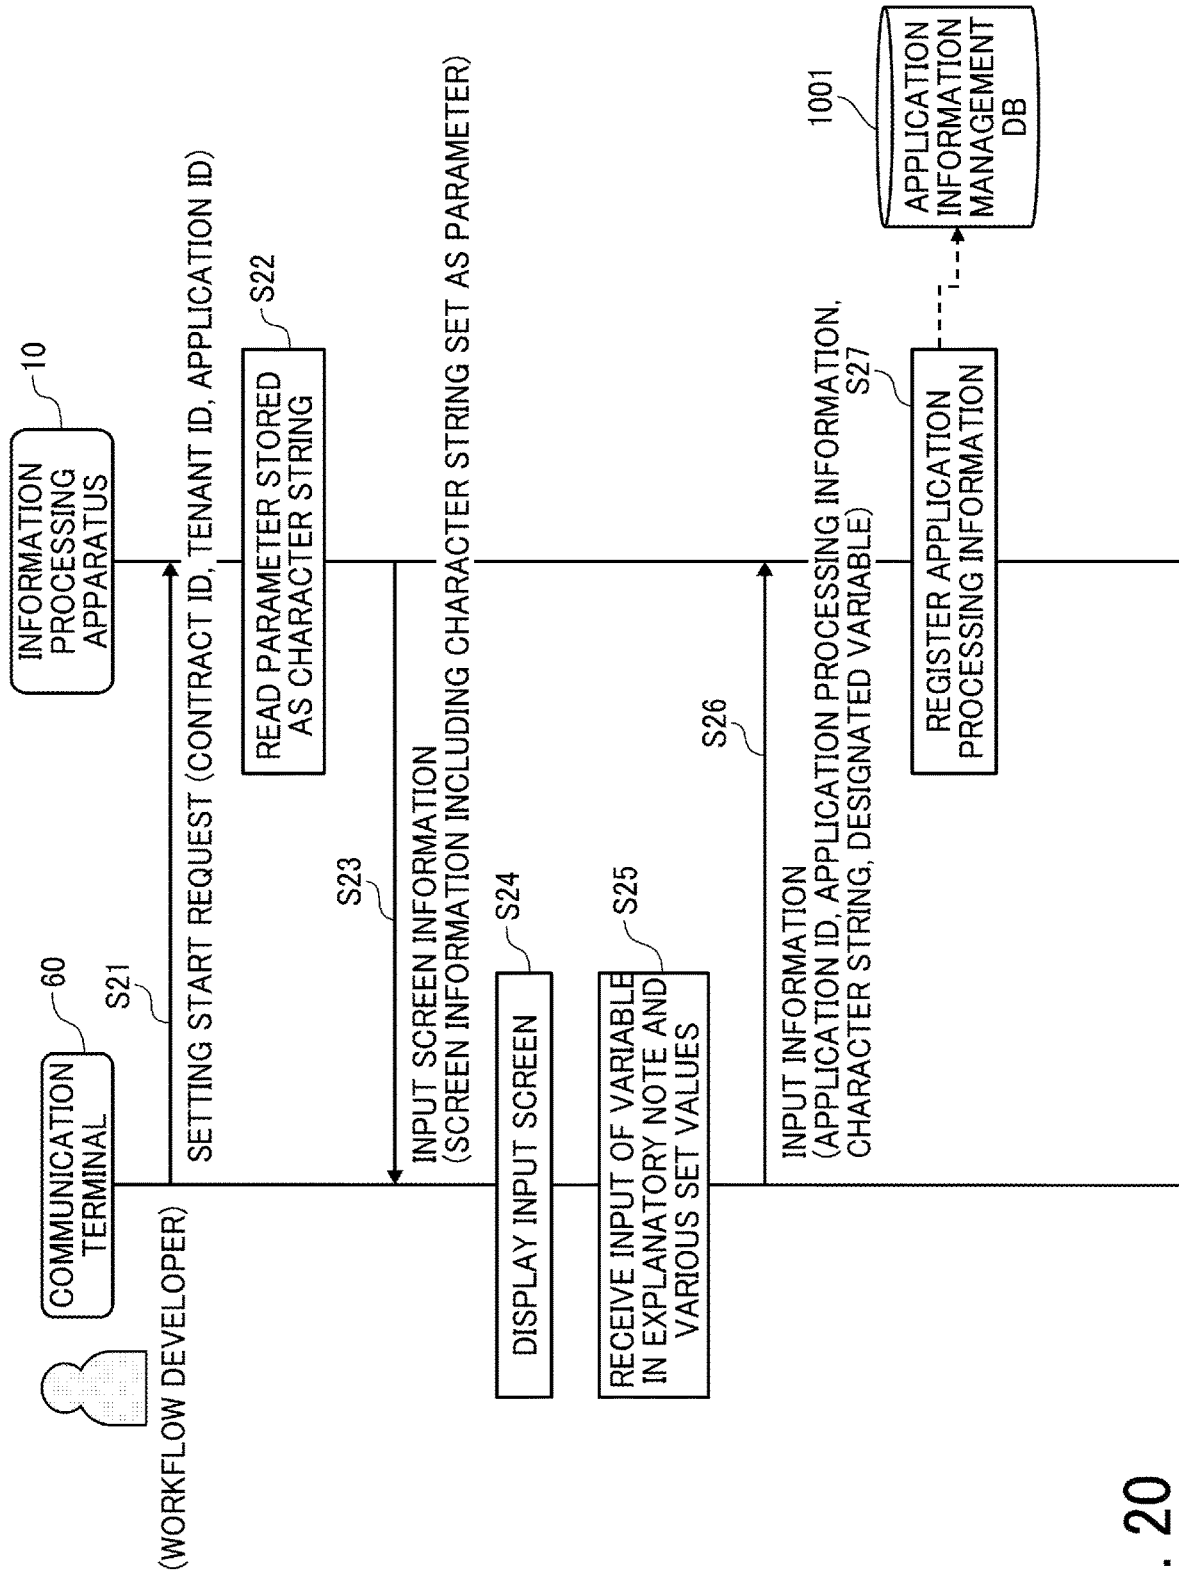 COMMUNICATION
TERMINAL
60
(WORKFLOW DEVELOPER)
INFORMATION
PROCESSING
APPARATUS
10
S21
SETTING START REQUEST (CONTRACT ID, TENANT ID, APPLICATION ID)
READ PARAMETER STORED
AS CHARACTER STRING
S22
S23
INPUT SCREEN INFORMATION
(SCREEN INFORMATION INCLUDING CHARACTER STRING SET AS PARAMETER)
DISPLAY INPUT SCREEN
S24
RECEIVE INPUT OF VARIABLE
IN EXPLANATORY NOTE AND
VARIOUS SET VALUES
S25
S26
INPUT INFORMATION
(APPLICATION ID, APPLICATION PROCESSING INFORMATION,
CHARACTER STRING, DESIGNATED VARIABLE)
REGISTER APPLICATION
PROCESSING INFORMATION
S27
1001
APPLICATION
INFORMATION
MANAGEMENT
DB
. 20